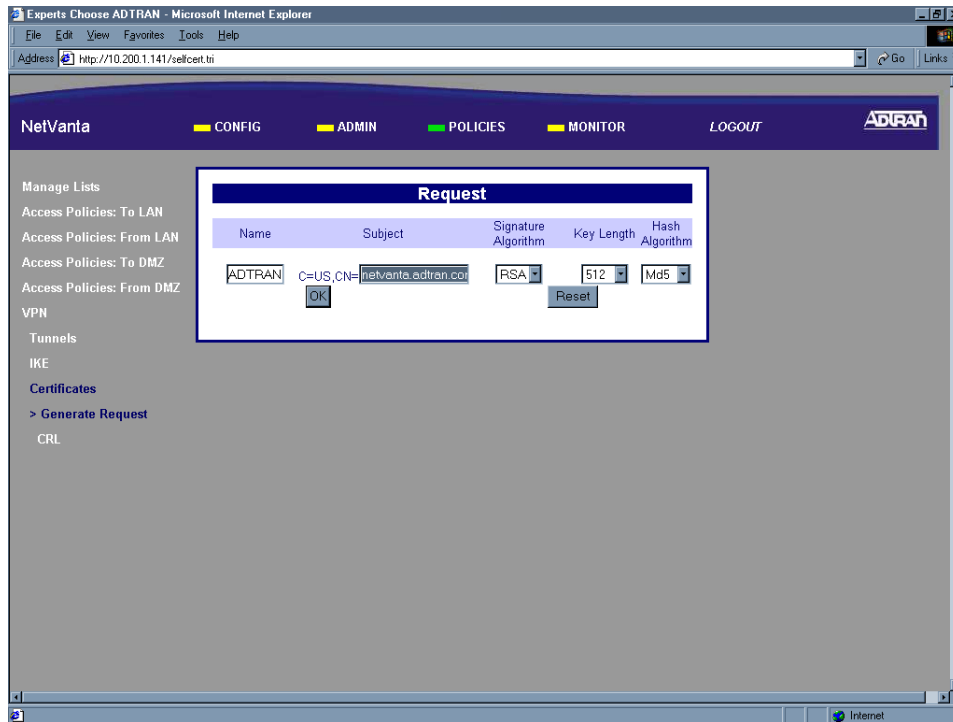 Experts Choose ADTRAN - Microsoft Internet Explorer
File Edit View Favorites Tools Help
Address http://10.200.1.141/selfcert.tri Go Links
NetVanta CONFIG ADMIN POLICIES MONITOR LOGOUT ADTRAN
Manage Lists
Access Policies: To LAN
Access Policies: From LAN
Access Policies: To DMZ
Access Policies: From DMZ
VPN
Tunnels
IKE
Certificates
> Generate Request
CRL
Request
Name Subject Signature Algorithm Key Length Hash Algorithm
ADTRAN C=US,CN= netvanta.adtran.cor RSA 512 Md5
OK Reset
Internet